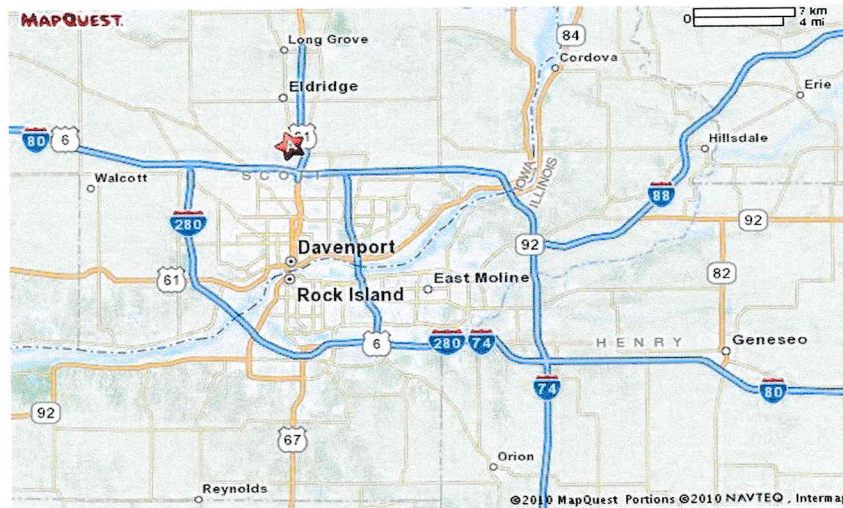 MAPQUEST.
0 7 km
4 mi
Long Grove
84
Cordova
Eldridge
Erie
80 6
A
Hillsdale
Walcott
SCOTT
IOWA
ILLINOIS
88
280
92 92
Davenport
61
East Moline
82
Rock Island
6 280 74
HENRY
Geneseo
74
80
92
67
Orion
Reynolds
©2010 MapQuest Portions ©2010 NAVTEQ, Intermap